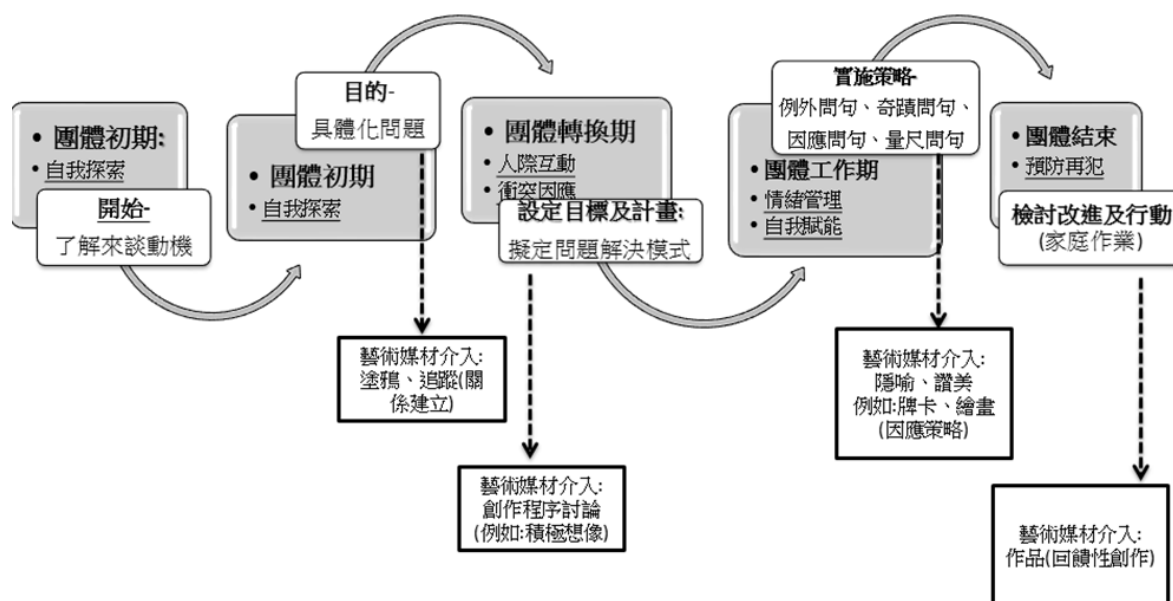 團體初期:
自我探索
開始-
了解來談動機
目的-
具體化問題
團體初期
自我探索
團體轉換期
人際互動
衝突因應
設定目標及計畫:
擬定問題解決模式
實施策略-
例外問句、奇蹟問句、
因應問句、量尺問句
團體工作期
情緒管理
自我賦能
團體結束
預防再犯
檢討改進及行動
(家庭作業)
藝術媒材介入:
塗鴉、追蹤(關
係建立)
藝術媒材介入:
創作程序討論
(例如:積極想像)
藝術媒材介入:
隱喻、讚美
例如:牌卡、繪畫
(因應策略)
藝術媒材介入:
作品(回饋性創作)